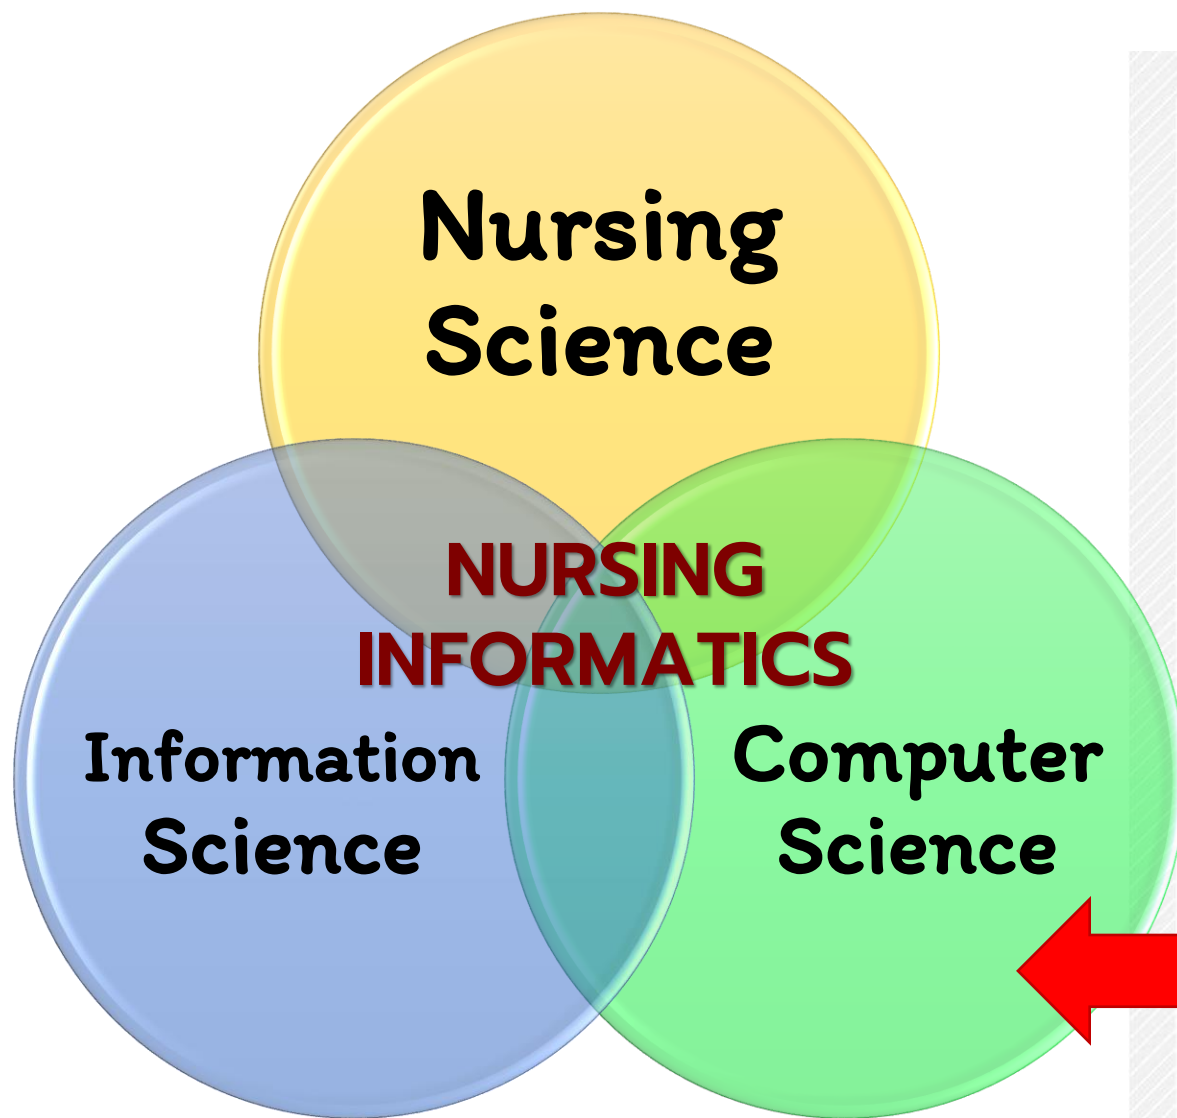 Nursing
Science
NURSING
INFORMATICS
Information
Science
Computer
Science